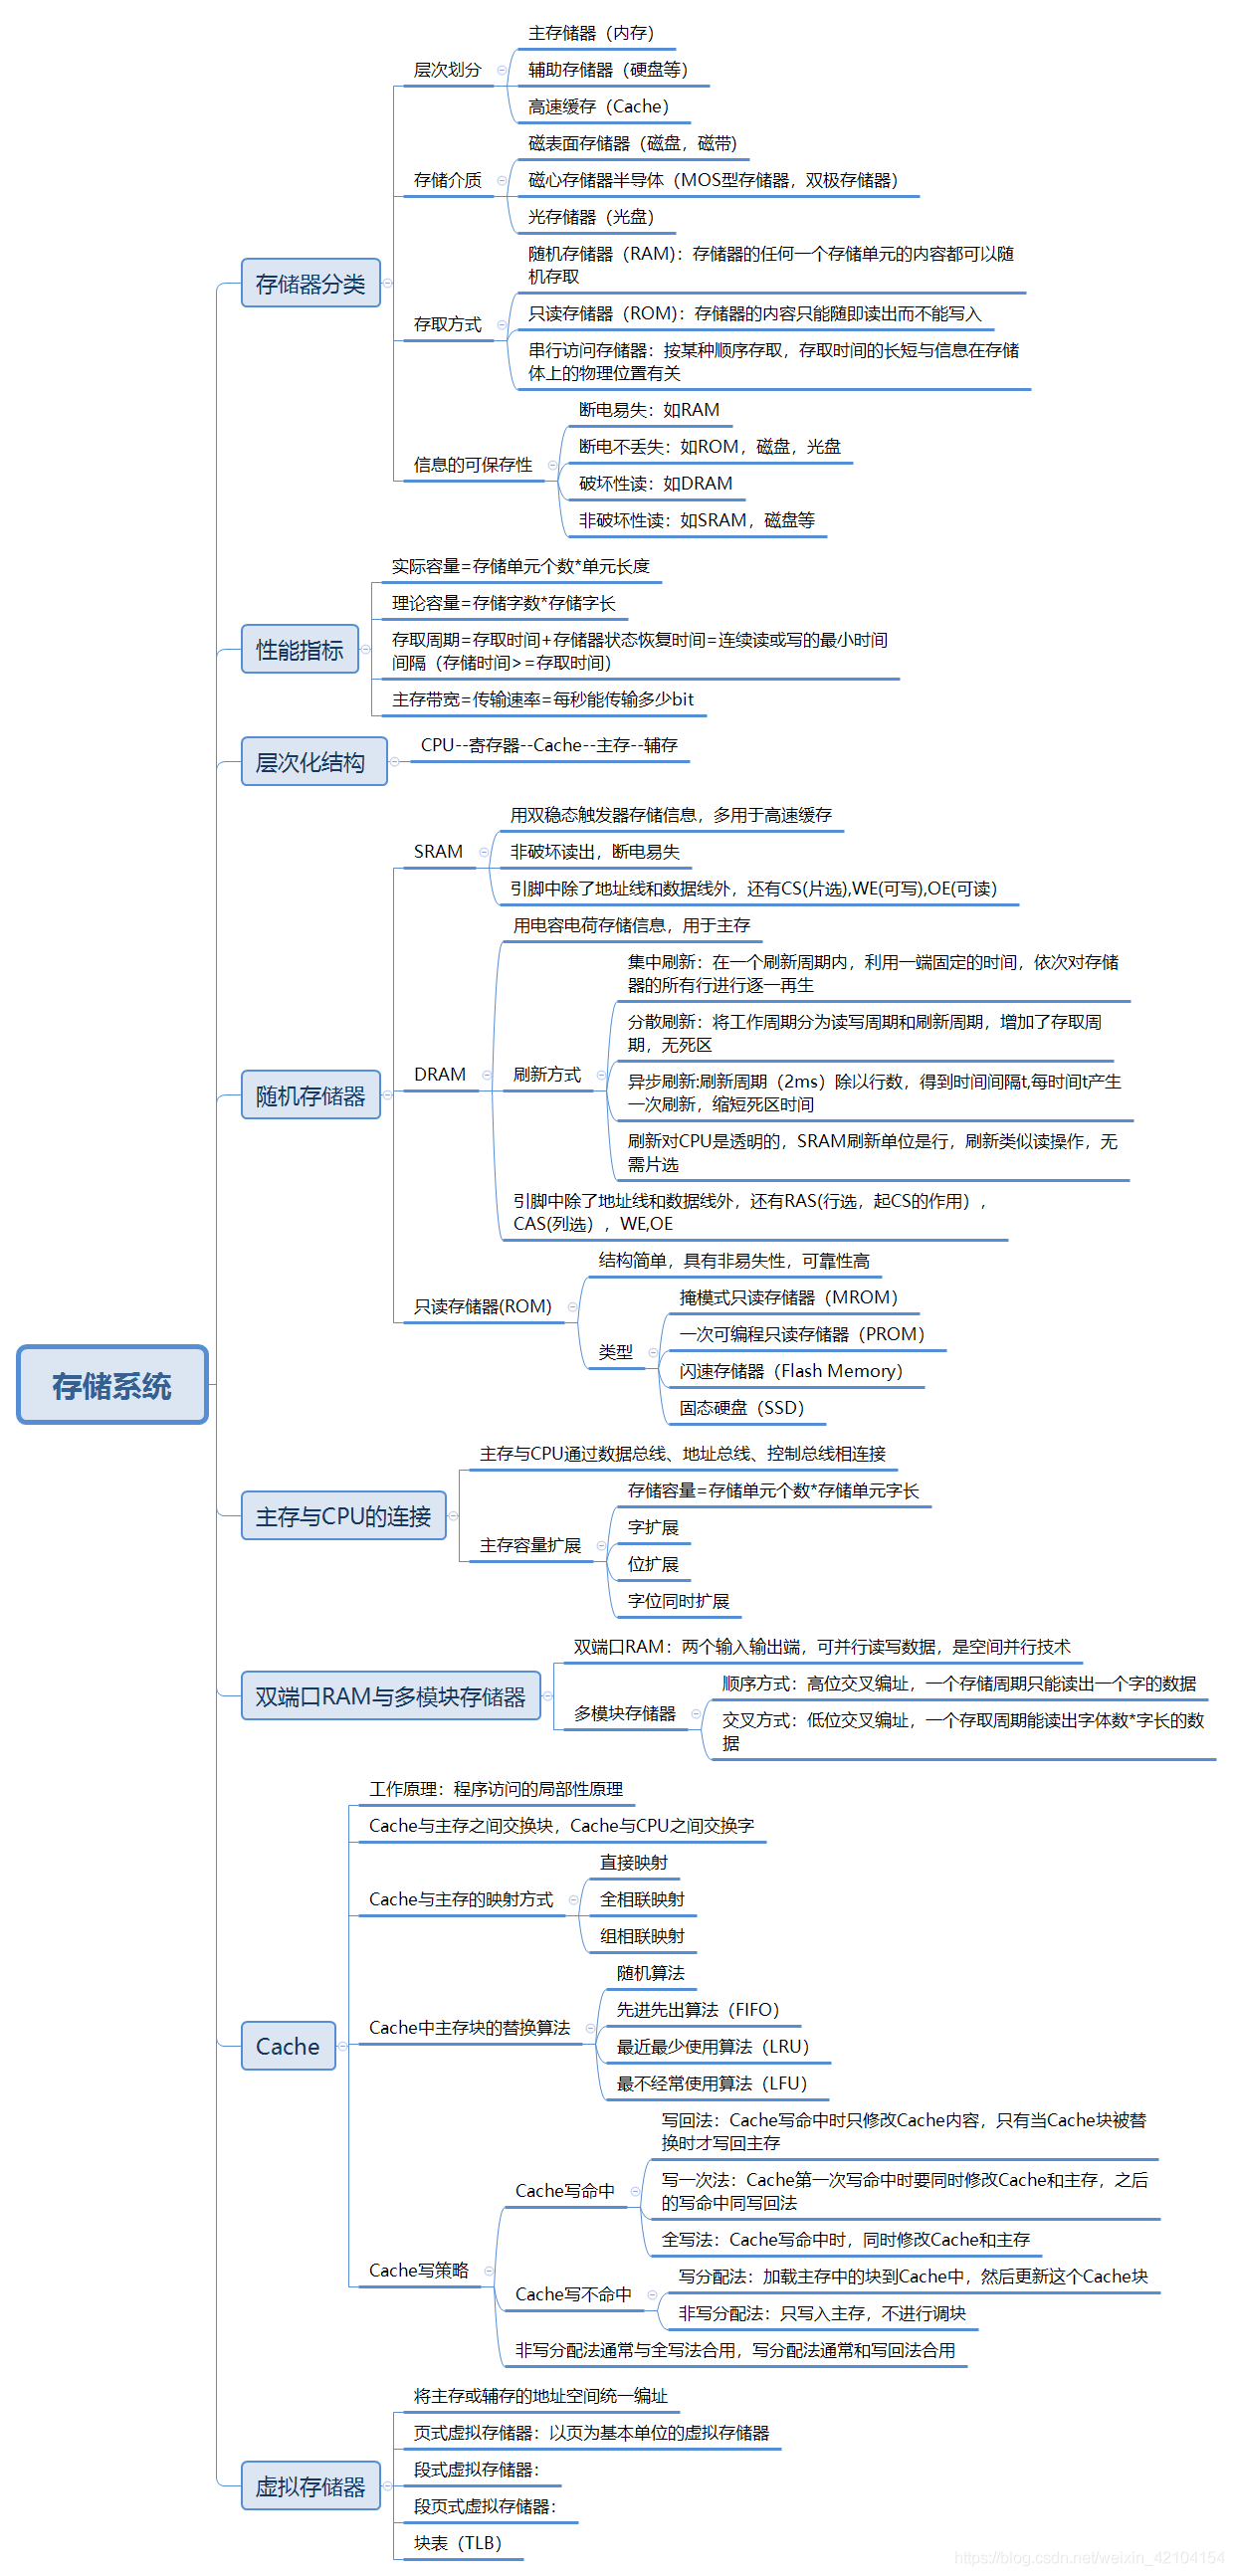 主存储器（内存）
层次划分
辅助存储器（硬盘等）
高速缓存（Cache）
磁表面存储器（磁盘，磁带)
存储介质
磁心存储器半导体（MOS型存储器，双极存储器）
光存储器（光盘）
存储器分类
随机存储器（RAM）：存储器的任何一个存储单元的内容都可以随
机存取
存取方式
只读存储器（ROM）：存储器的内容只能随即读出而不能写入
串行访问存储器：按某种顺序存取，存取时间的长短与信息在存储
体上的物理位置有关
信息的可保存性
断电易失：如RAM
断电不丢失：如ROM，磁盘，光盘
破坏性读：如DRAM
非破坏性读：如SRAM，磁盘等
性能指标
实际容量=存储单元个数*单元长度
理论容量=存储字数*存储字长
存取周期=存取时间+存储器状态恢复时间=连续读或写的最小时间
间隔（存储时间>=存取时间）
主存带宽=传输速率=每秒能传输多少bit
层次化结构
CPU--寄存器--Cache--主存--辅存
随机存储器
SRAM
用双稳态触发器存储信息，多用于高速缓存
非破坏读出，断电易失
引脚中除了地址线和数据线外，还有CS(片选),WE(可写),OE(可读）
DRAM
用电容电荷存储信息，用于主存
刷新方式
集中刷新：在一个刷新周期内，利用一端固定的时间，依次对存储
器的所有行进行逐一再生
分散刷新：将工作周期分为读写周期和刷新周期，增加了存取周
期，无死区
异步刷新:刷新周期（2ms）除以行数，得到时间间隔t,每时间t产生
一次刷新，缩短死区时间
刷新对CPU是透明的，SRAM刷新单位是行，刷新类似读操作，无
需片选
引脚中除了地址线和数据线外，还有RAS(行选，起CS的作用），
CAS(列选），WE,OE
只读存储器(ROM)
结构简单，具有非易失性，可靠性高
类型
掩模式只读存储器（MROM）
一次可编程只读存储器（PROM）
闪速存储器（Flash Memory）
固态硬盘（SSD）
存储系统
主存与CPU的连接
主存与CPU通过数据总线、地址总线、控制总线相连接
主存容量扩展
存储容量=存储单元个数*存储单元字长
字扩展
位扩展
字位同时扩展
双端口RAM与多模块存储器
双端口RAM：两个输入输出端，可并行读写数据，是空间并行技术
多模块存储器
顺序方式：高位交叉编址，一个存储周期只能读出一个字的数据
交叉方式：低位交叉编址，一个存取周期能读出字体数*字长的数
据
Cache
工作原理：程序访问的局部性原理
Cache与主存之间交换块，Cache与CPU之间交换字
Cache与主存的映射方式
直接映射
全相联映射
组相联映射
Cache中主存块的替换算法
随机算法
先进先出算法（FIFO）
最近最少使用算法（LRU）
最不经常使用算法（LFU）
Cache写策略
Cache写命中
写回法：Cache写命中时只修改Cache内容，只有当Cache块被替
换时才写回主存
写一次法：Cache第一次写命中时要同时修改Cache和主存，之后
的写命中同写回法
全写法：Cache写命中时，同时修改Cache和主存
Cache写不命中
写分配法：加载主存中的块到Cache中，然后更新这个Cache块
非写分配法：只写入主存，不进行调块
非写分配法通常与全写法合用，写分配法通常和写回法合用
虚拟存储器
将主存或辅存的地址空间统一编址
页式虚拟存储器：以页为基本单位的虚拟存储器
段式虚拟存储器：
段页式虚拟存储器：
块表（TLB）
https://blog.csdn.net/weixin_42104154